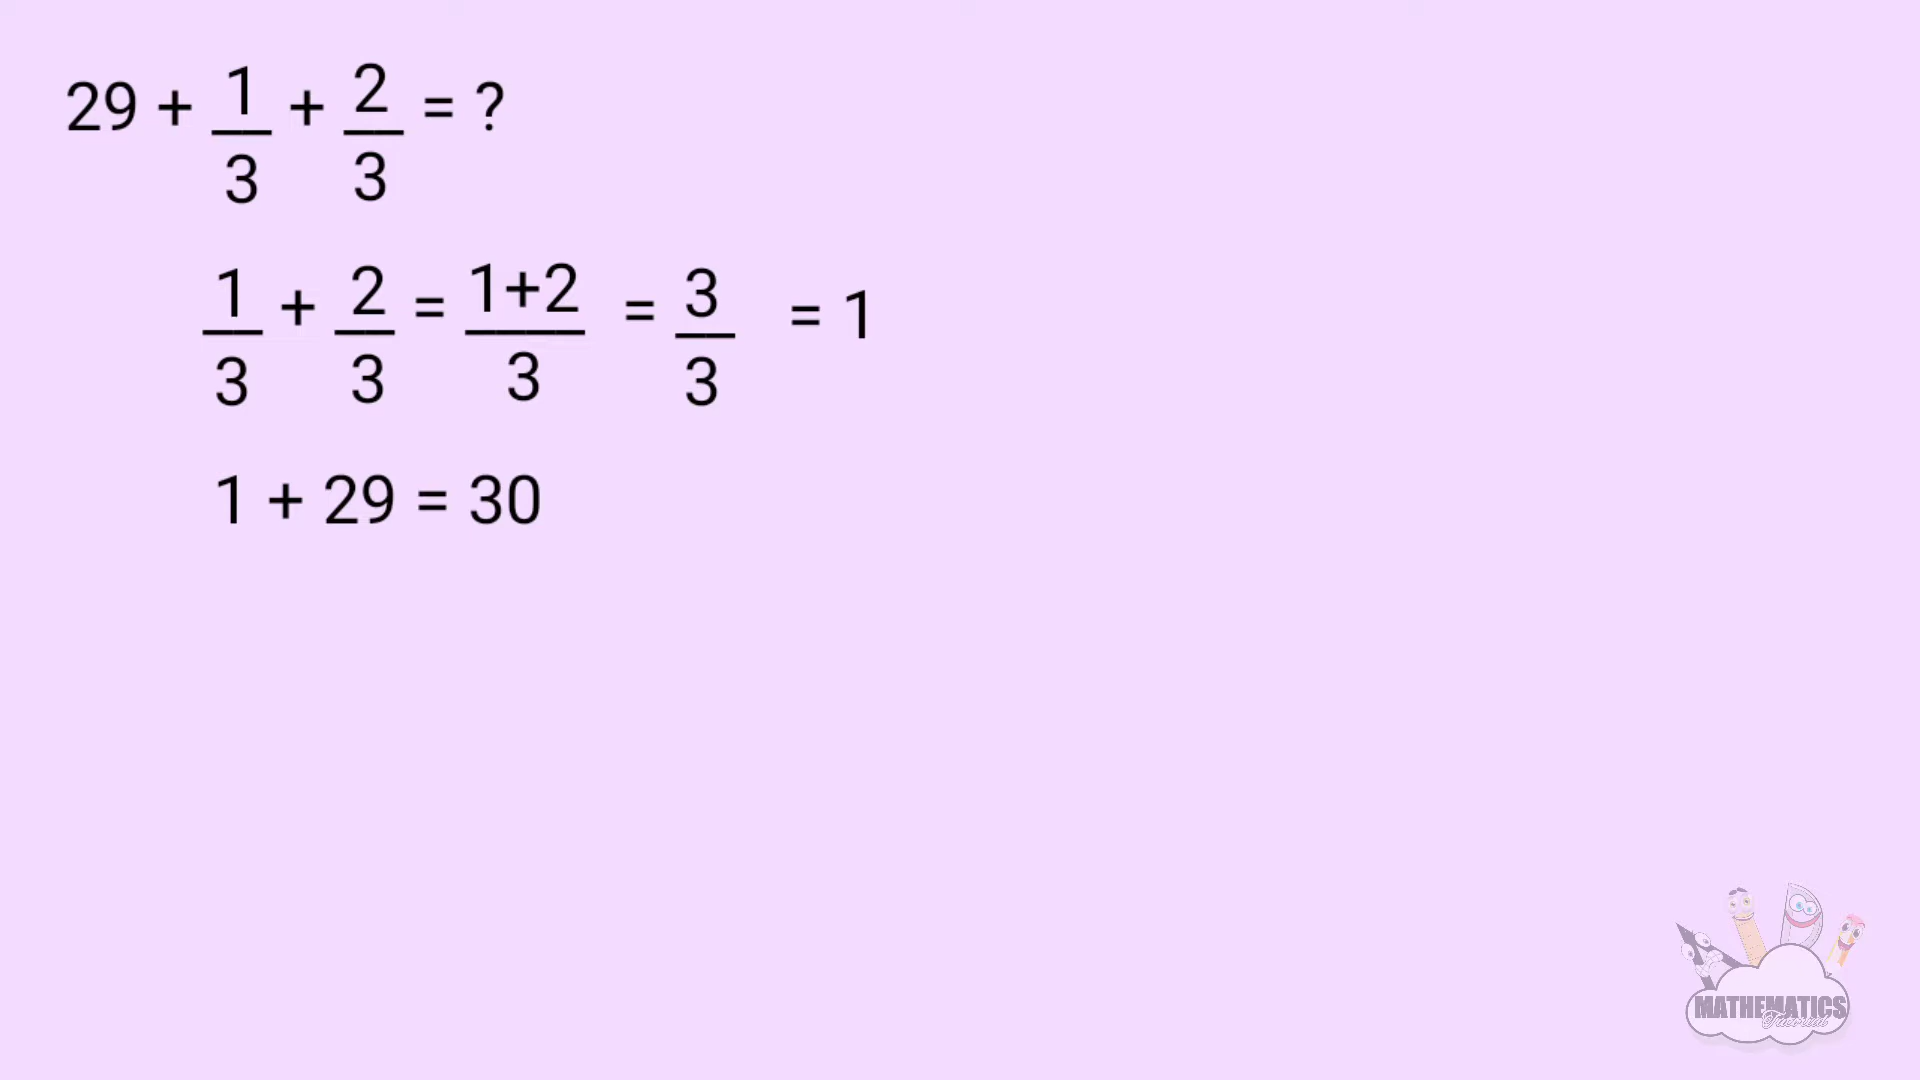 29 + 1/3 + 2/3 = ?
1/3 + 2/3 = 1+2/3 = 3/3 = 1
1 + 29 = 30
MATHEMATICS
Tutorial